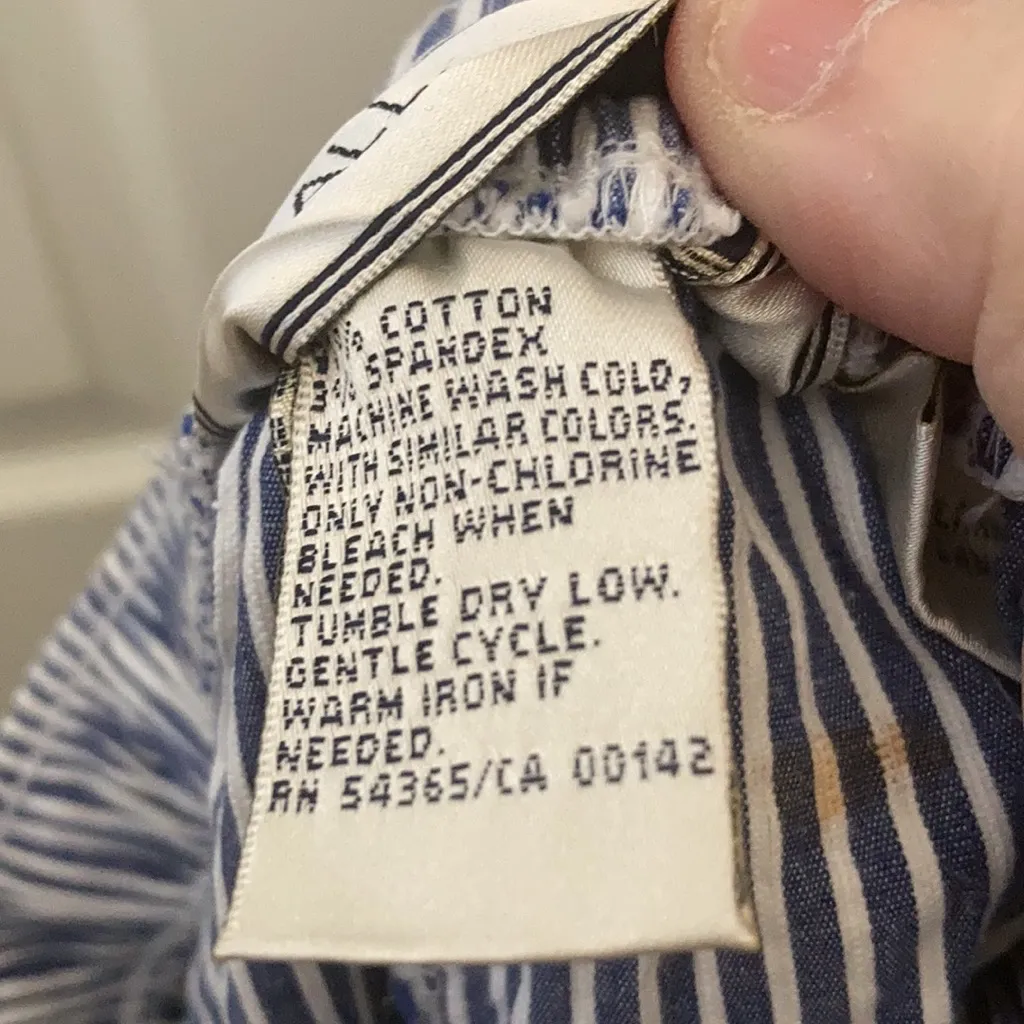 % COTTON
% SPANDEX
MACHINE WASH COLD,
WITH SIMILAR COLORS.
ONLY NON-CHLORINE
BLEACH WHEN
NEEDED.
TUMBLE DRY LOW.
GENTLE CYCLE.
WARM IRON IF
NEEDED.
RN 54365/CA 00142